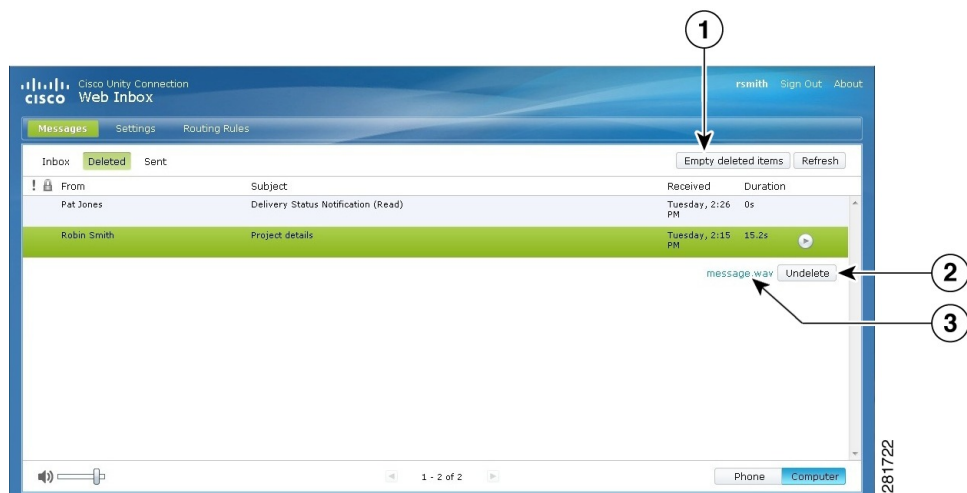 1
Cisco Unity Connection
cisco Web Inbox
rsmith Sign Out About
Messages Settings Routing Rules
Inbox Deleted Sent
Empty deleted items Refresh
! From Subject Received Duration
Pat Jones Delivery Status Notification (Read) Tuesday, 2:26 PM 0s
Robin Smith Project details Tuesday, 2:15 PM 15.2s
message.wav Undelete
2
3
1 - 2 of 2
Phone Computer
281722